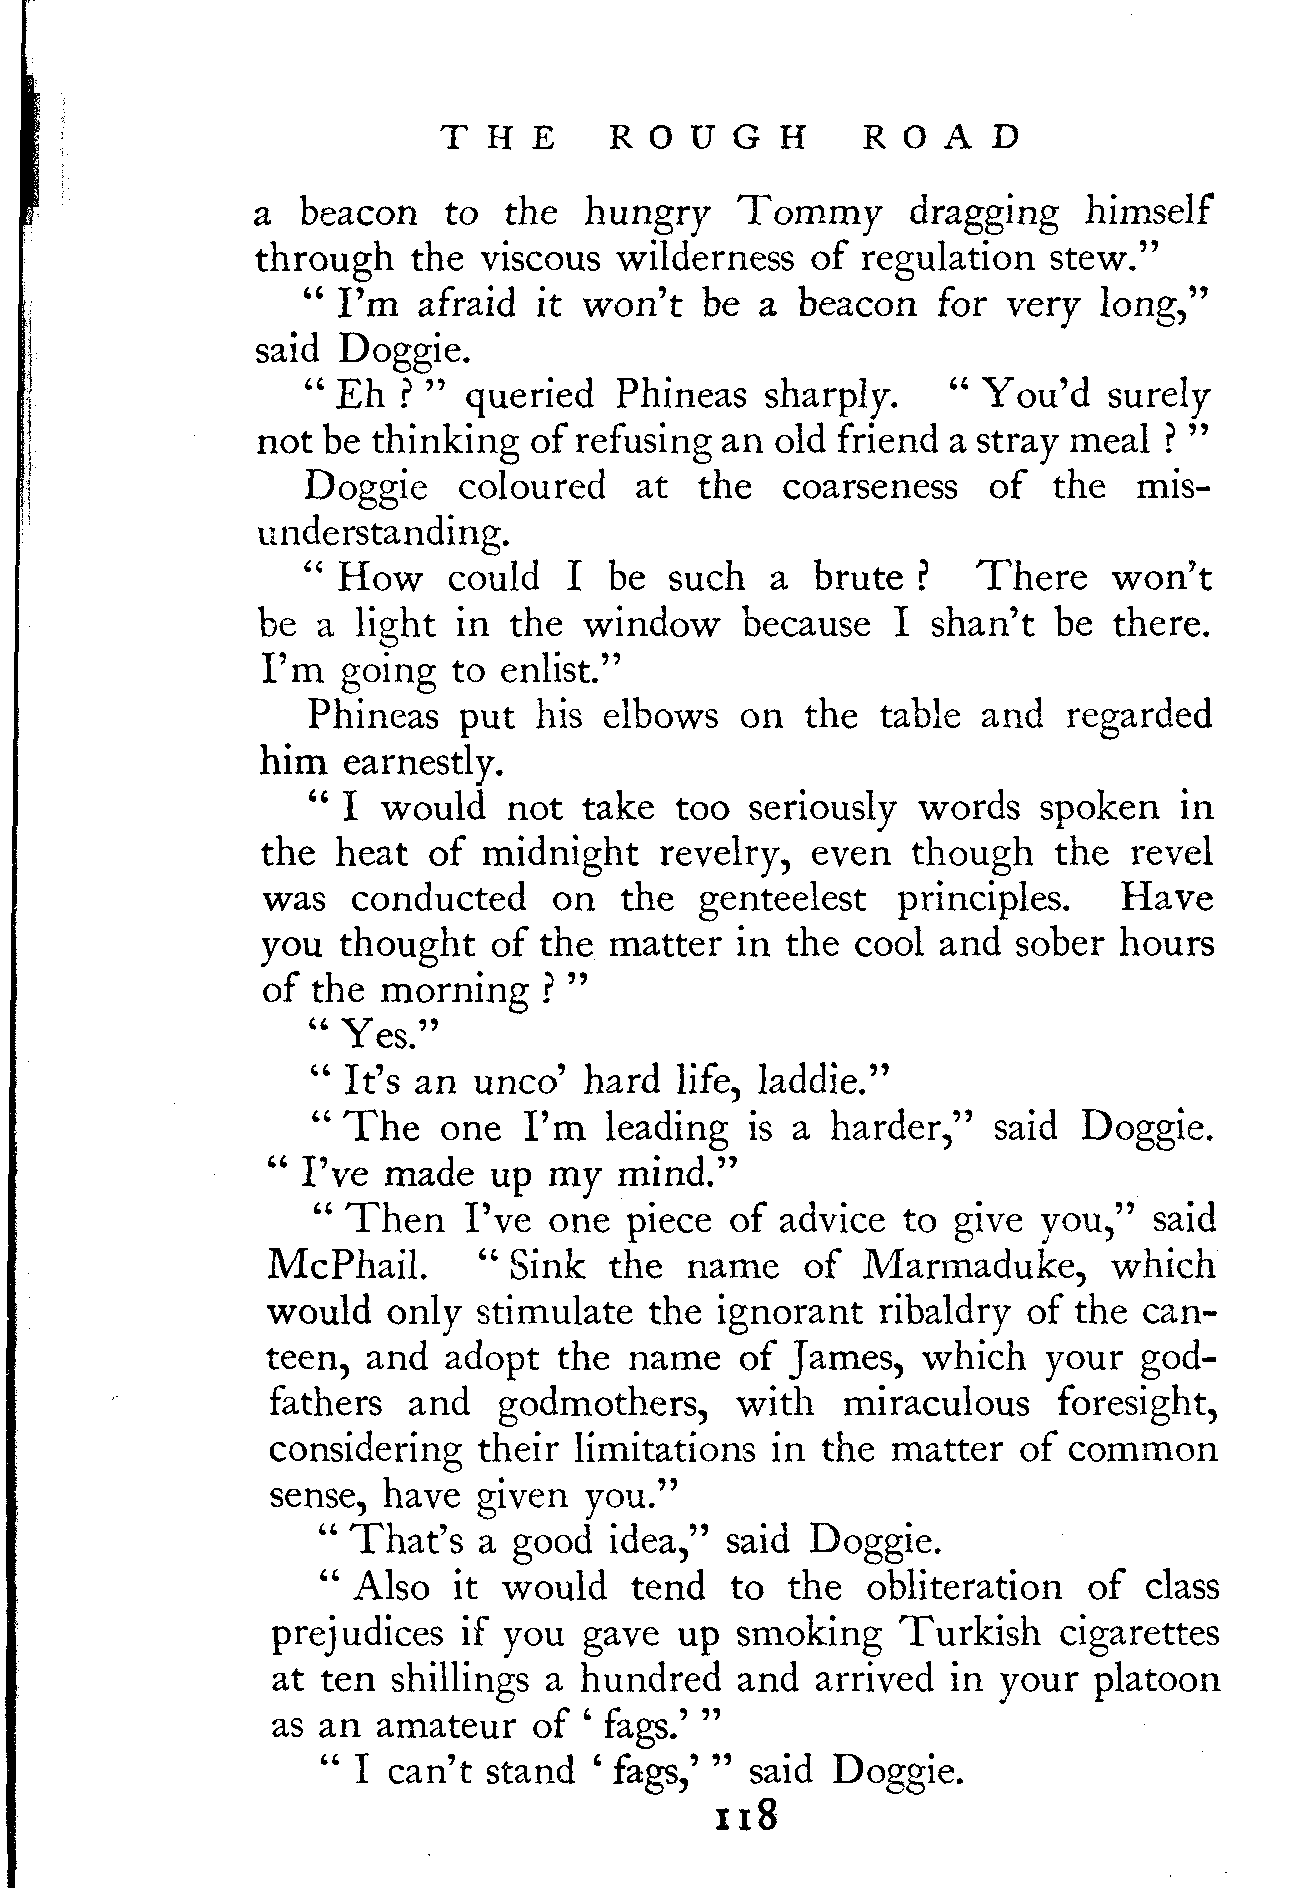 THE ROUGH ROAD
a beacon to the hungry Tommy dragging himself
through the viscous wilderness of regulation stew.”
“ I’m afraid it won’t be a beacon for very long,”
said Doggie.
“ Eh ? ” queried Phineas sharply. “ You’d surely
not be thinking of refusing an old friend a stray meal ? ”
Doggie coloured at the coarseness of the mis-
understanding.
“ How could I be such a brute ? There won’t
be a light in the window because I shan’t be there.
I’m going to enlist.”
Phineas put his elbows on the table and regarded
him earnestly.
“ I would not take too seriously words spoken in
the heat of midnight revelry, even though the revel
was conducted on the genteelest principles. Have
you thought of the matter in the cool and sober hours
of the morning ? ”
“ Yes.”
“ It’s an unco’ hard life, laddie.”
“ The one I’m leading is a harder,” said Doggie.
“ I’ve made up my mind.”
“ Then I’ve one piece of advice to give you,” said
McPhail. “ Sink the name of Marmaduke, which
would only stimulate the ignorant ribaldry of the can-
teen, and adopt the name of James, which your god-
fathers and godmothers, with miraculous foresight,
considering their limitations in the matter of common
sense, have given you.”
“ That’s a good idea,” said Doggie.
“ Also it would tend to the obliteration of class
prejudices if you gave up smoking Turkish cigarettes
at ten shillings a hundred and arrived in your platoon
as an amateur of ‘ fags.’ ”
“ I can’t stand ‘ fags,’ ” said Doggie.
118